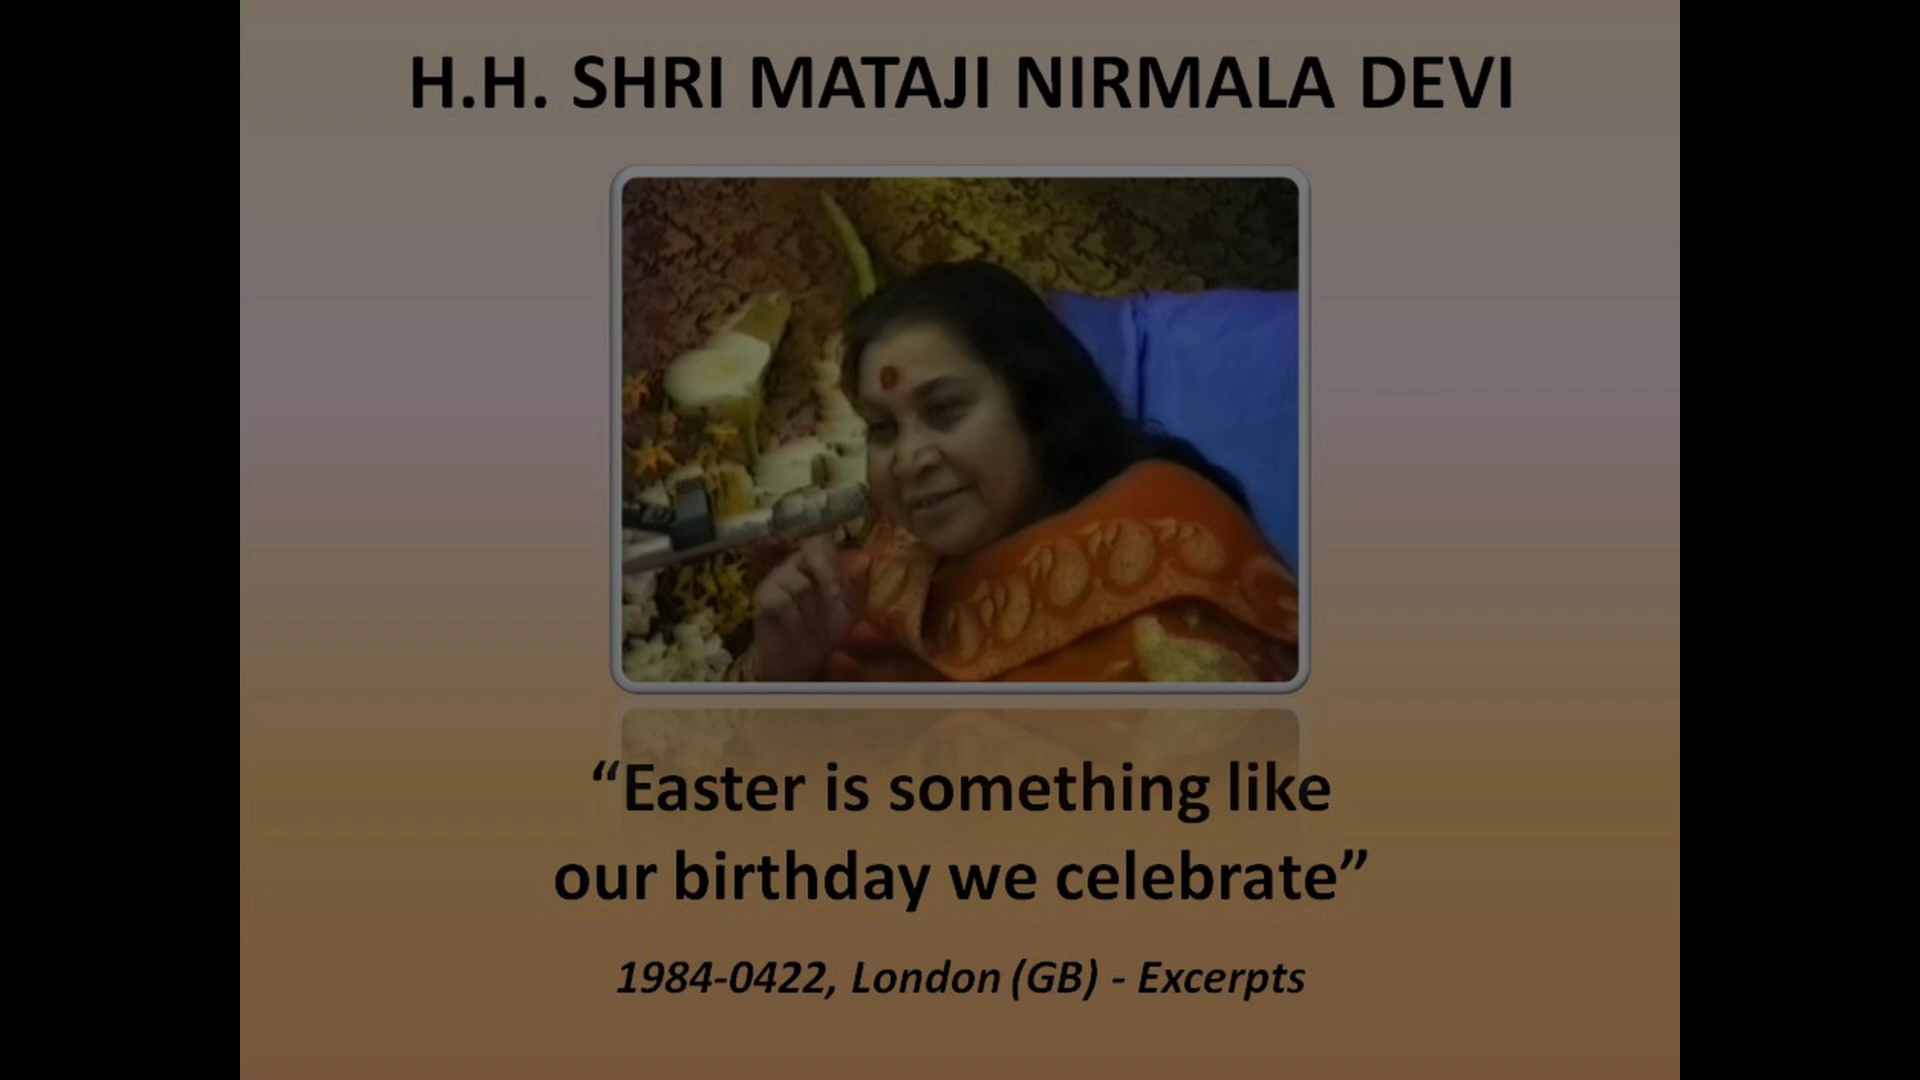 H.H. SHRI MATAJI NIRMALA DEVI
“Easter is something like
our birthday we celebrate”
1984-0422, London (GB) - Excerpts